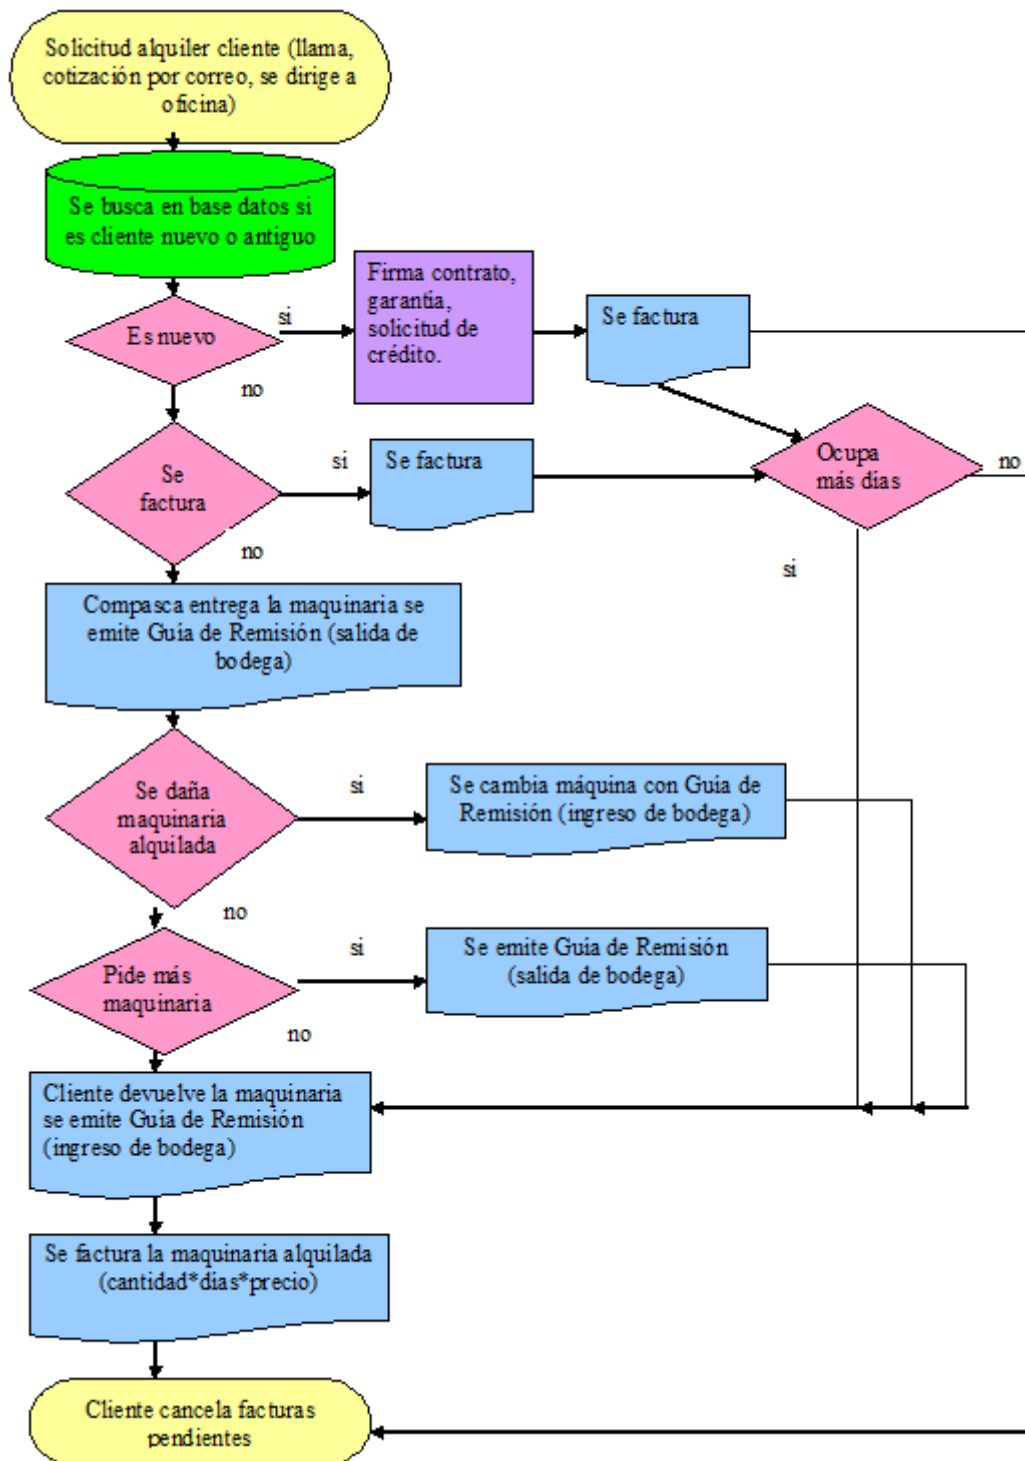 Solicitud alquiler cliente (llama,
cotización por correo, se dirige a
oficina)
Se busca en base datos si
es cliente nuevo o antiguo
Es nuevo
si
no
Firma contrato,
garantía,
solicitud de
crédito.
Se factura
Se
factura
si
no
Se factura
Ocupa
más días
no
si
Compasca entrega la maquinaria se
emite Guía de Remisión (salida de
bodega)
Se daña
maquinaria
alquilada
si
no
Se cambia máquina con Guía de
Remisión (ingreso de bodega)
Pide más
maquinaria
si
no
Se emite Guía de Remisión
(salida de bodega)
Cliente devuelve la maquinaria
se emite Guía de Remisión
(ingreso de bodega)
Se factura la maquinaria alquilada
(cantidad*días*precio)
Cliente cancela facturas
pendientes